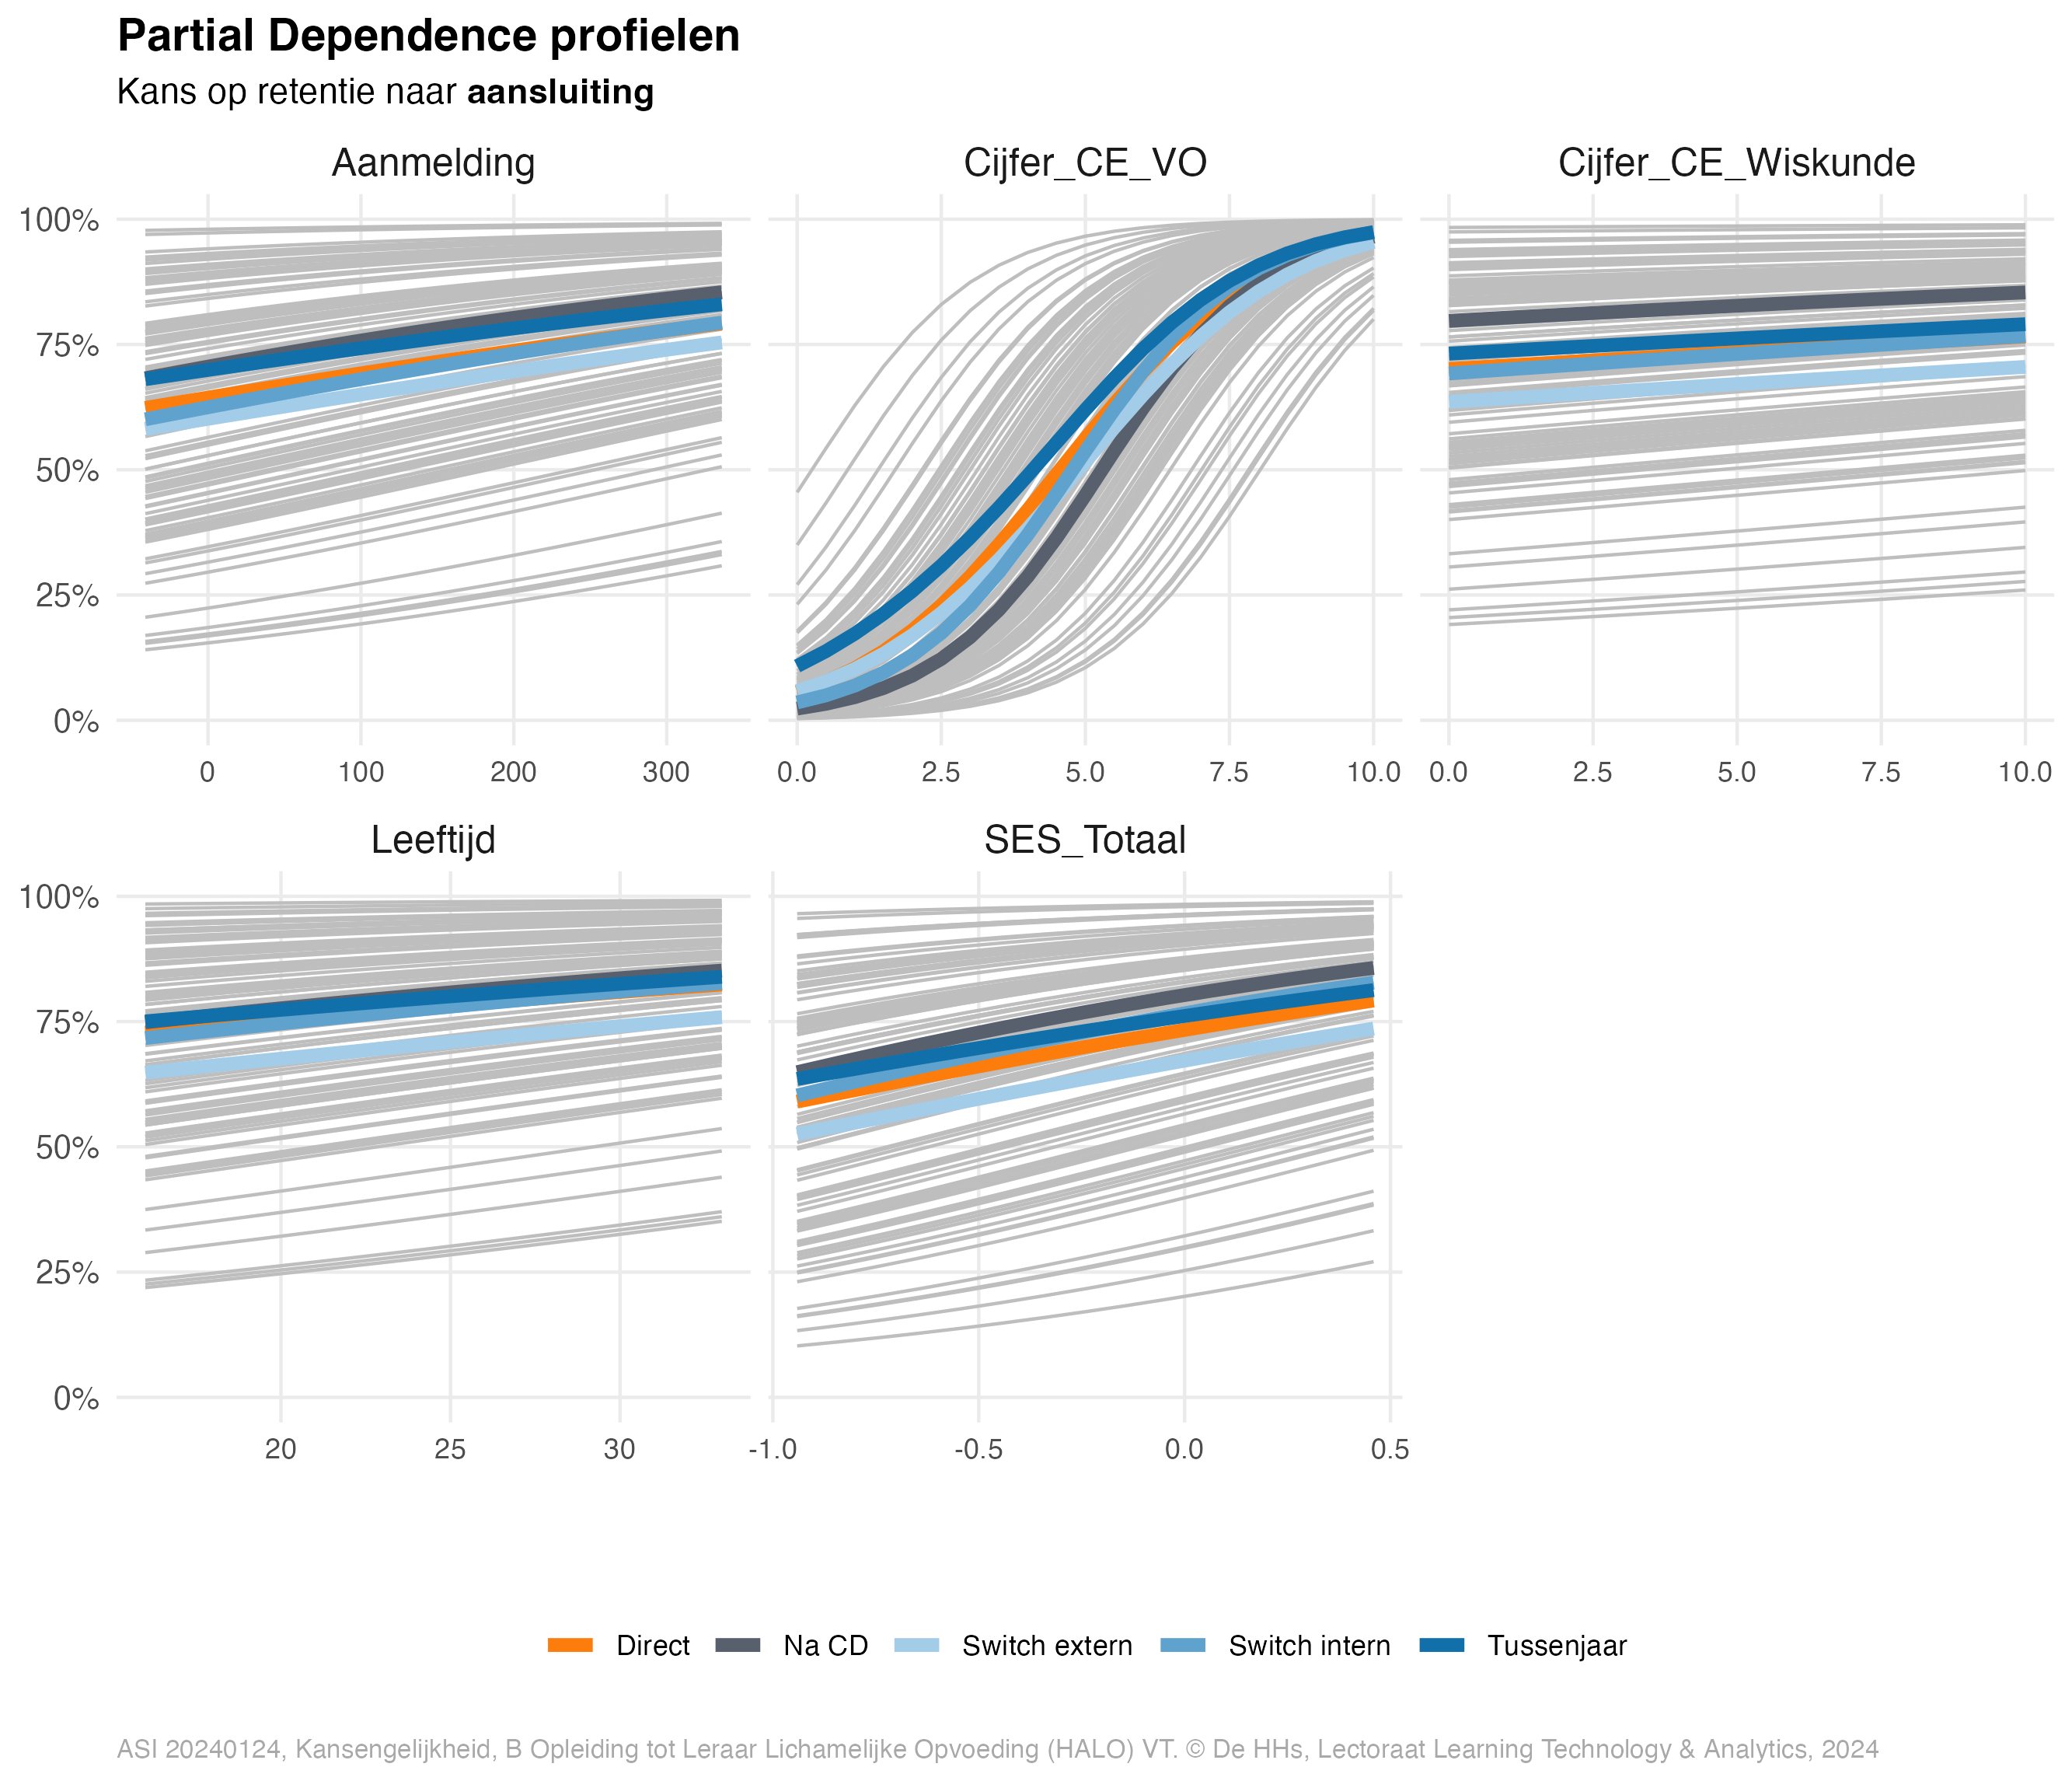 Partial Dependence profielen
Kans op retentie naar aansluiting
Aanmelding
Cijfer_CE_VO
Cijfer_CE_Wiskunde
100%
75%
50%
25%
0%
0 100 200 300
0.0 2.5 5.0 7.5 10.0
0.0 2.5 5.0 7.5 10.0
Leeftijd
SES_Totaal
100%
75%
50%
25%
0%
20 25 30
-1.0 -0.5 0.0 0.5
Direct Na CD Switch extern Switch intern Tussenjaar
ASI 20240124, Kansengelijkheid, B Opleiding tot Leraar Lichamelijke Opvoeding (HALO) VT. © De HHs, Lectoraat Learning Technology & Analytics, 2024